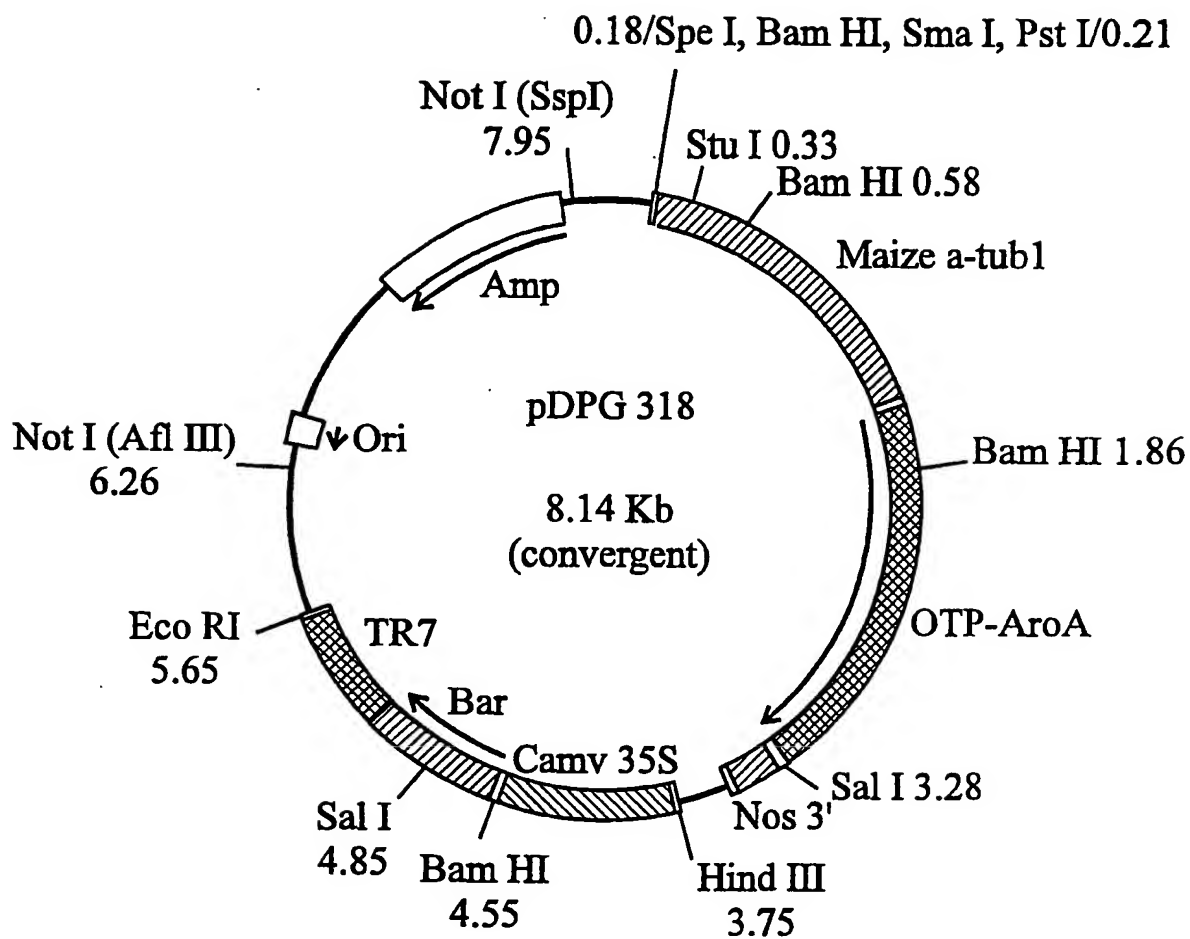 0.18/Spe I, Bam HI, Sma I, Pst I/0.21
Not I (SspI)
7.95
Stu I 0.33
Bam HI 0.58
Maize a-tub1
Amp
pDPG 318
Not I (Afl III)
6.26
Ori
Bam HI 1.86
8.14 Kb
(convergent)
OTP-AroA
Eco RI
5.65
TR7
Bar
Camv 35S
Sal I 3.28
Nos 3'
Sal I
4.85
Bam HI
4.55
Hind III
3.75